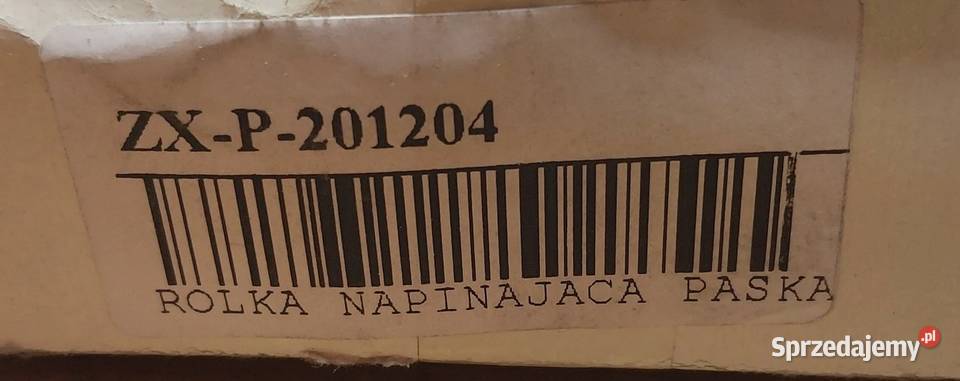 ZX-P-201204
ROLKA NAPINAJACA PASKA
Sprzedajemy.pl